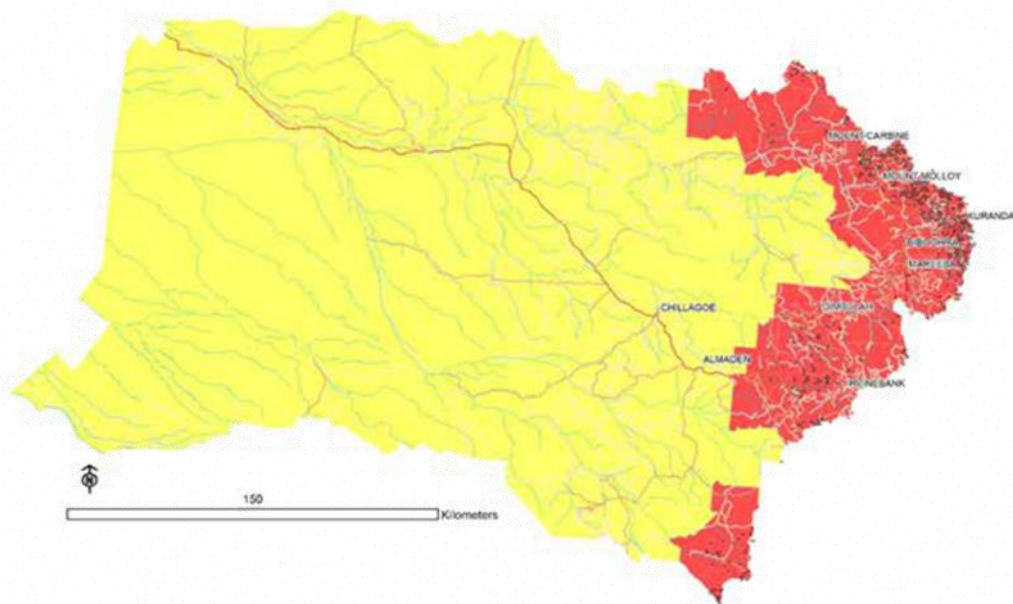 MOUNT CARBINE
MOUNT MOLLOY
KURANDA
MAREEBA
CHILLAGOE
DIMBULAH
ALMADEN
IRVINEBANK
N
150
Kilometers